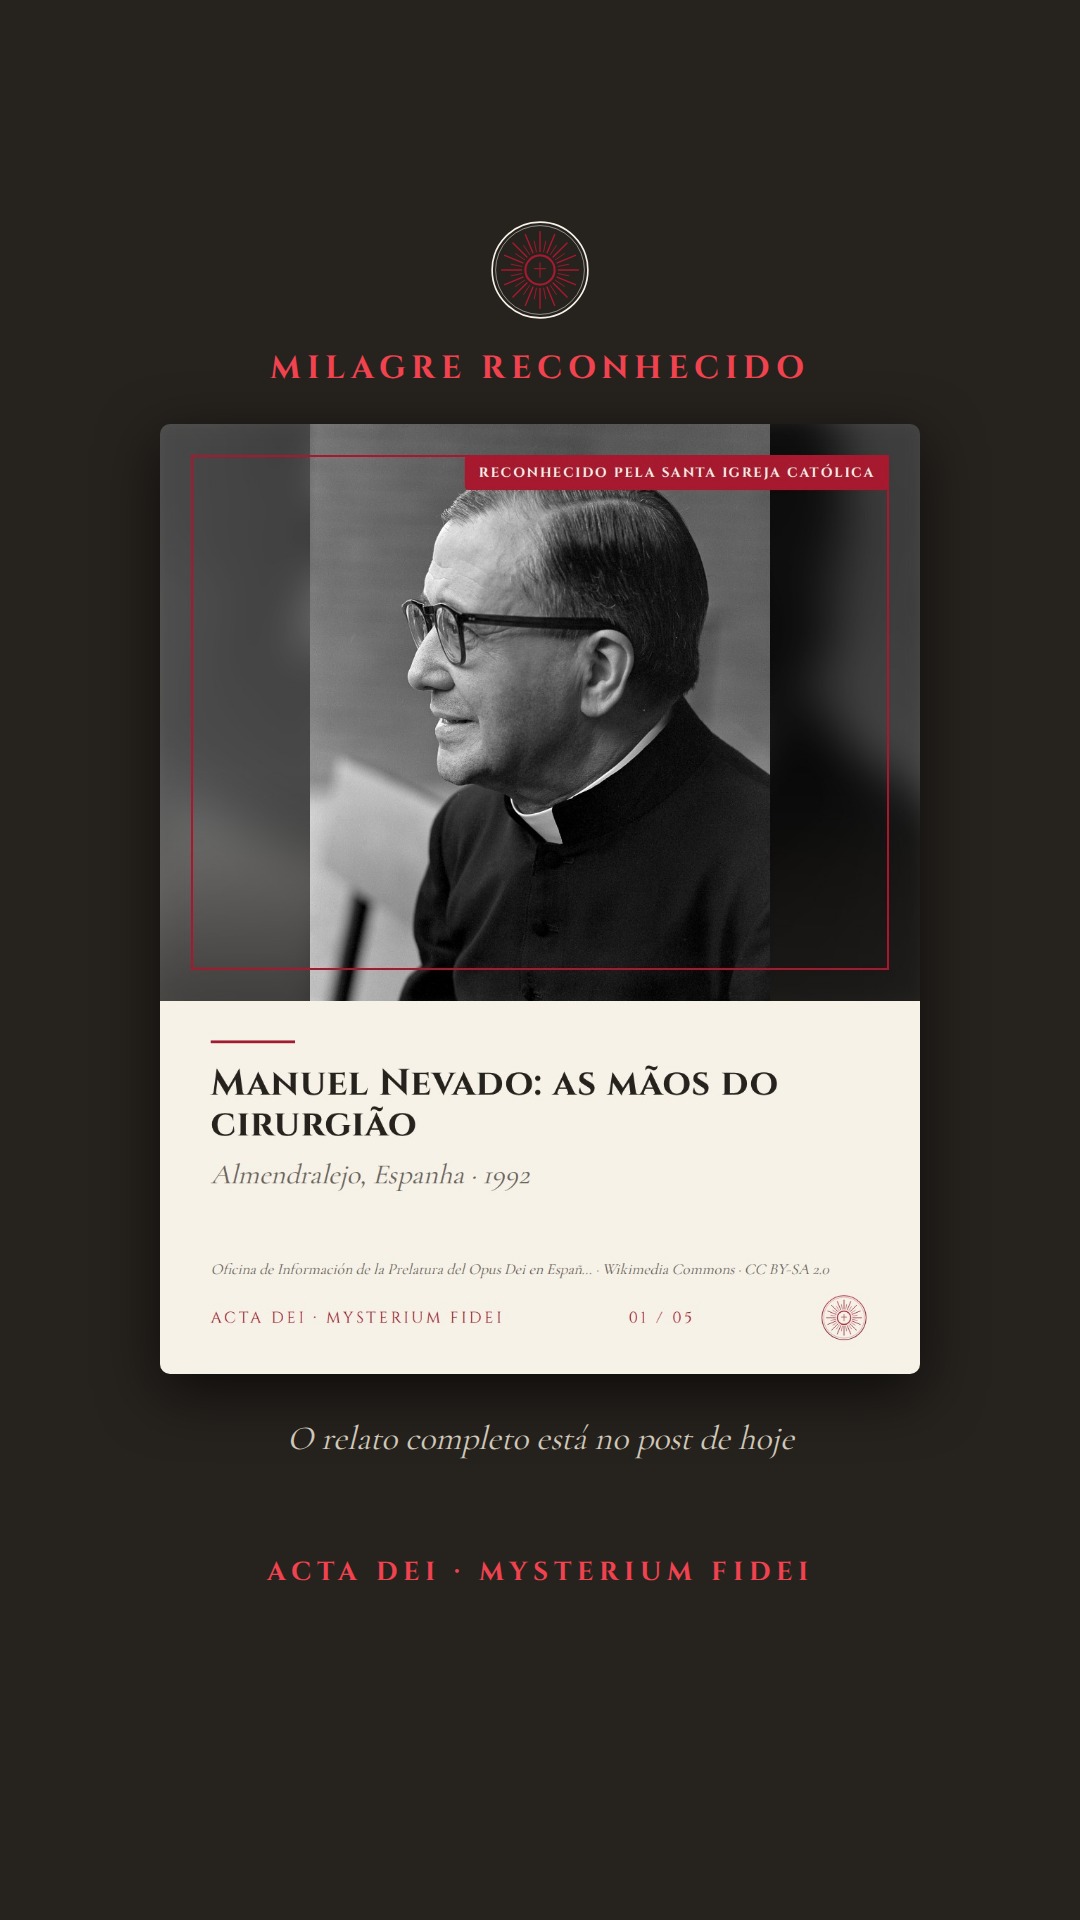 MILAGRE RECONHECIDO
RECONHECIDO PELA SANTA IGREJA CATÓLICA
Manuel Nevado: as mãos do
cirurgião
Almendralejo, Espanha · 1992
Oficina de Información de la Prelatura del Opus Dei en Españ... · Wikimedia Commons · CC BY-SA 2.0
ACTA DEI · MYSTERIUM FIDEI 01 / 05
O relato completo está no post de hoje
ACTA DEI · MYSTERIUM FIDEI